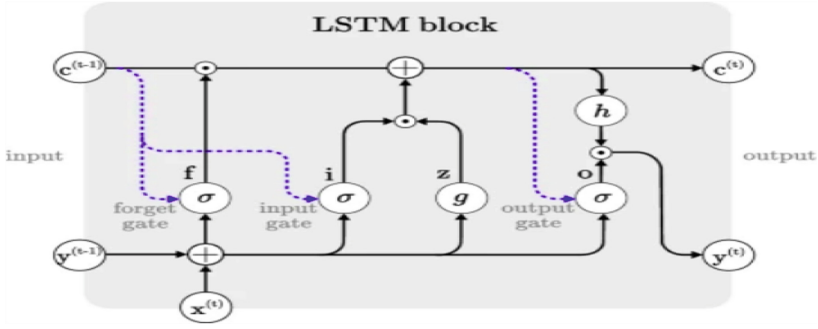 LSTM block
c(t-1)
c(t)
h
input
output
f
i
z
o
σ
σ
g
σ
forget
gate
input
gate
output
gate
y(t-1)
y(t)
x(t)